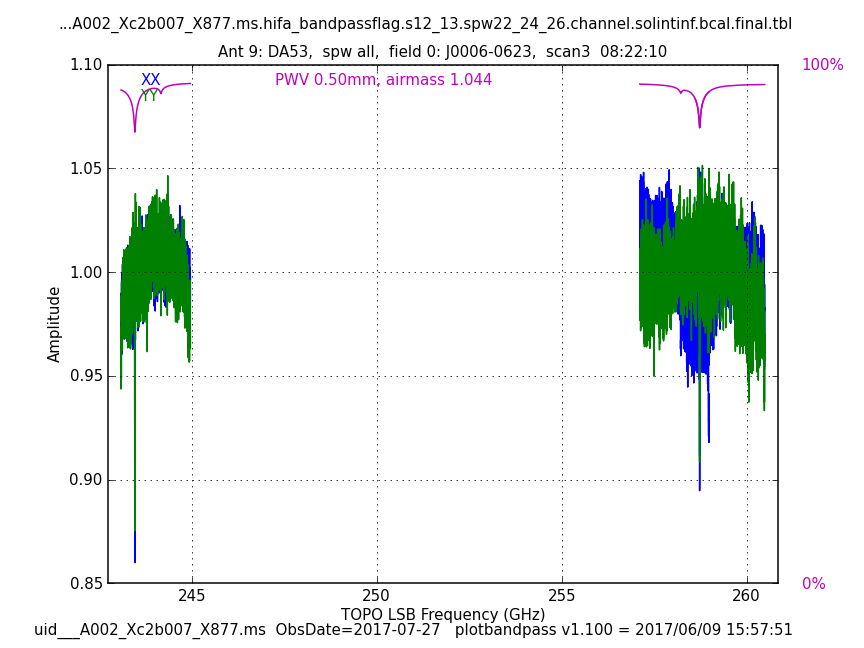 ...A002_Xc2b007_X877.ms.hifa_bandpassflag.s12_13.spw22_24_26.channel.solintinf.bcal.final.tbl
Ant 9: DA53,  spw all,  field 0: J0006-0623,  scan3  08:22:10
1.10
100%
XX
PWV 0.50mm, airmass 1.044
YY
1.05
1.00
Amplitude
0.95
0.90
0.85
0%
245
250
255
260
TOPO LSB Frequency (GHz)
uid___A002_Xc2b007_X877.ms  ObsDate=2017-07-27   plotbandpass v1.100 = 2017/06/09 15:57:51